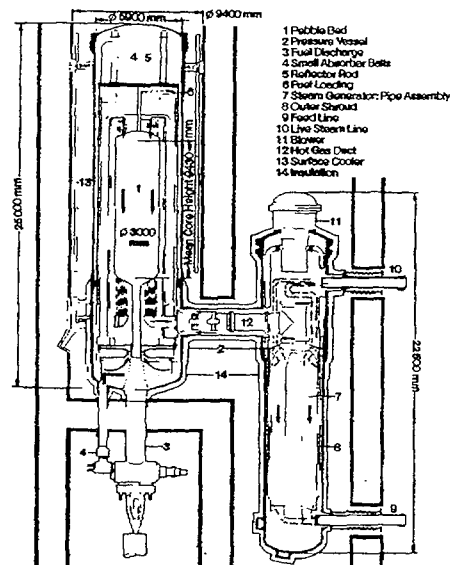 Ø 5900 mm
Ø 9400 mm
1 Pebble Bed
2 Pressure Vessel
3 Fuel Discharge
4 Small Absorber Balls
5 Reflector Rod
6 Fuel Loading
7 Steam Generator: Pipe Assembly
8 Outer Shroud
9 Feed Line
10 Live Steam Line
11 Blower
12 Hot Gas Duct
13 Surface Cooler
14 Insulation
4 5
6
25000 mm
13
1
Mean Core Height 9430 mm
Ø 3000
mm
11
10
12
2
14
22600 mm
7
8
3
4
9